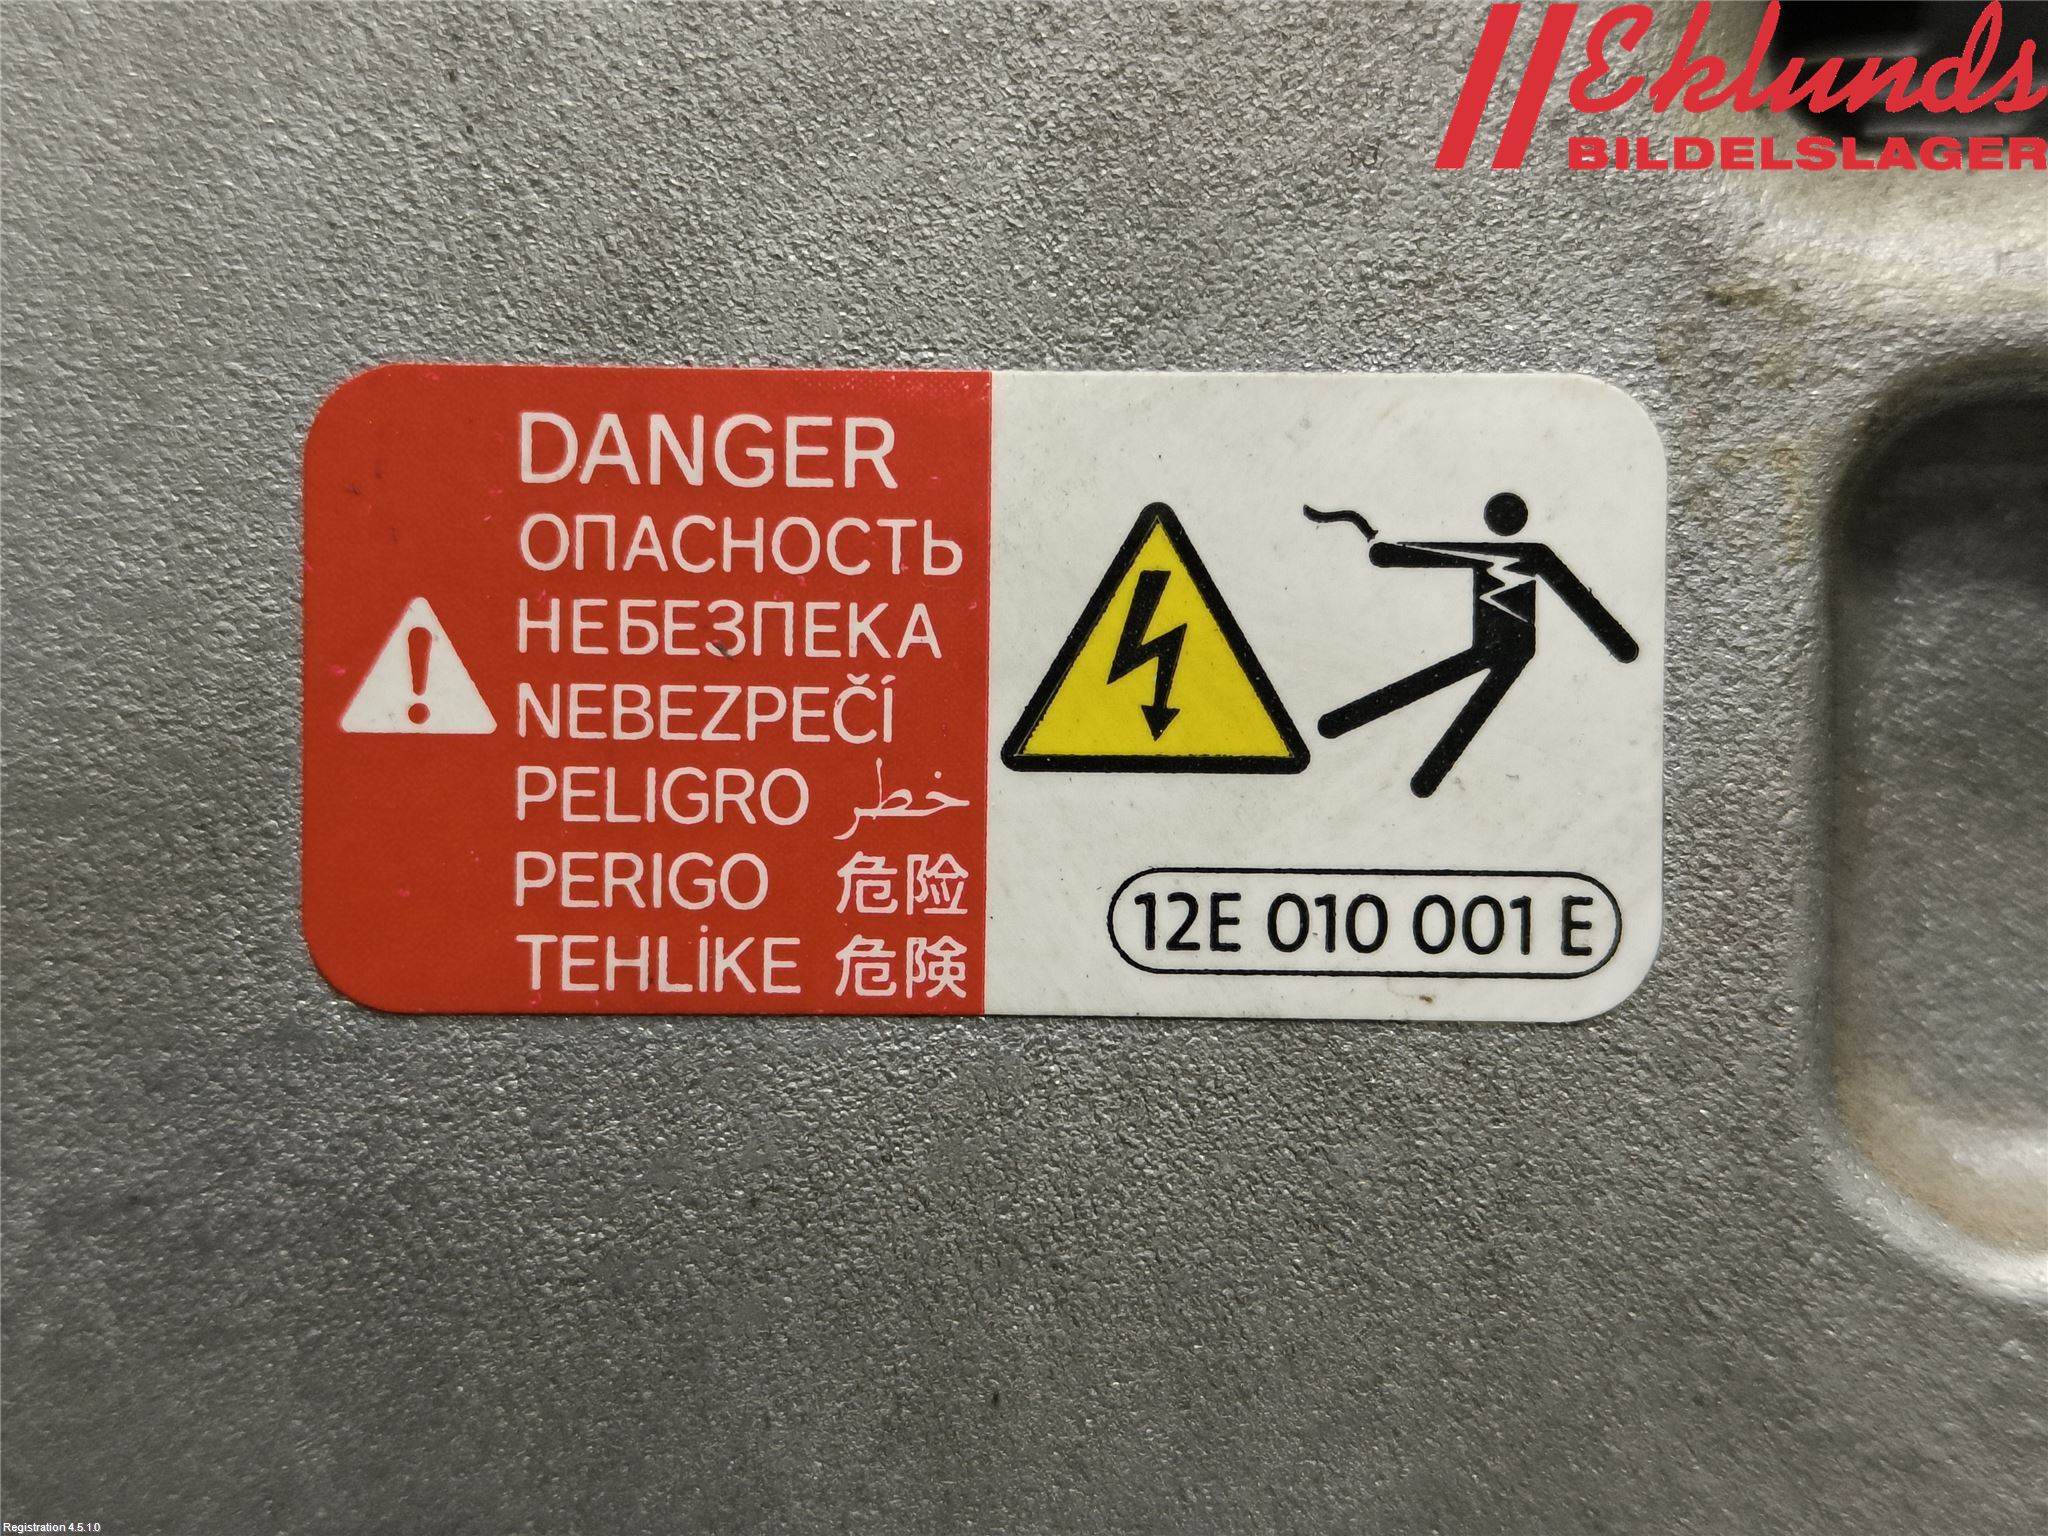 Eklunds
BILDELSLAGER
DANGER
ОПАСНОСТЬ
НЕБЕЗПЕКА
NEBEZPEČÍ
PELIGRO خطر
PERIGO 危险
TEHLİKE 危険
12E 010 001 E
Registration 4.5.1.0